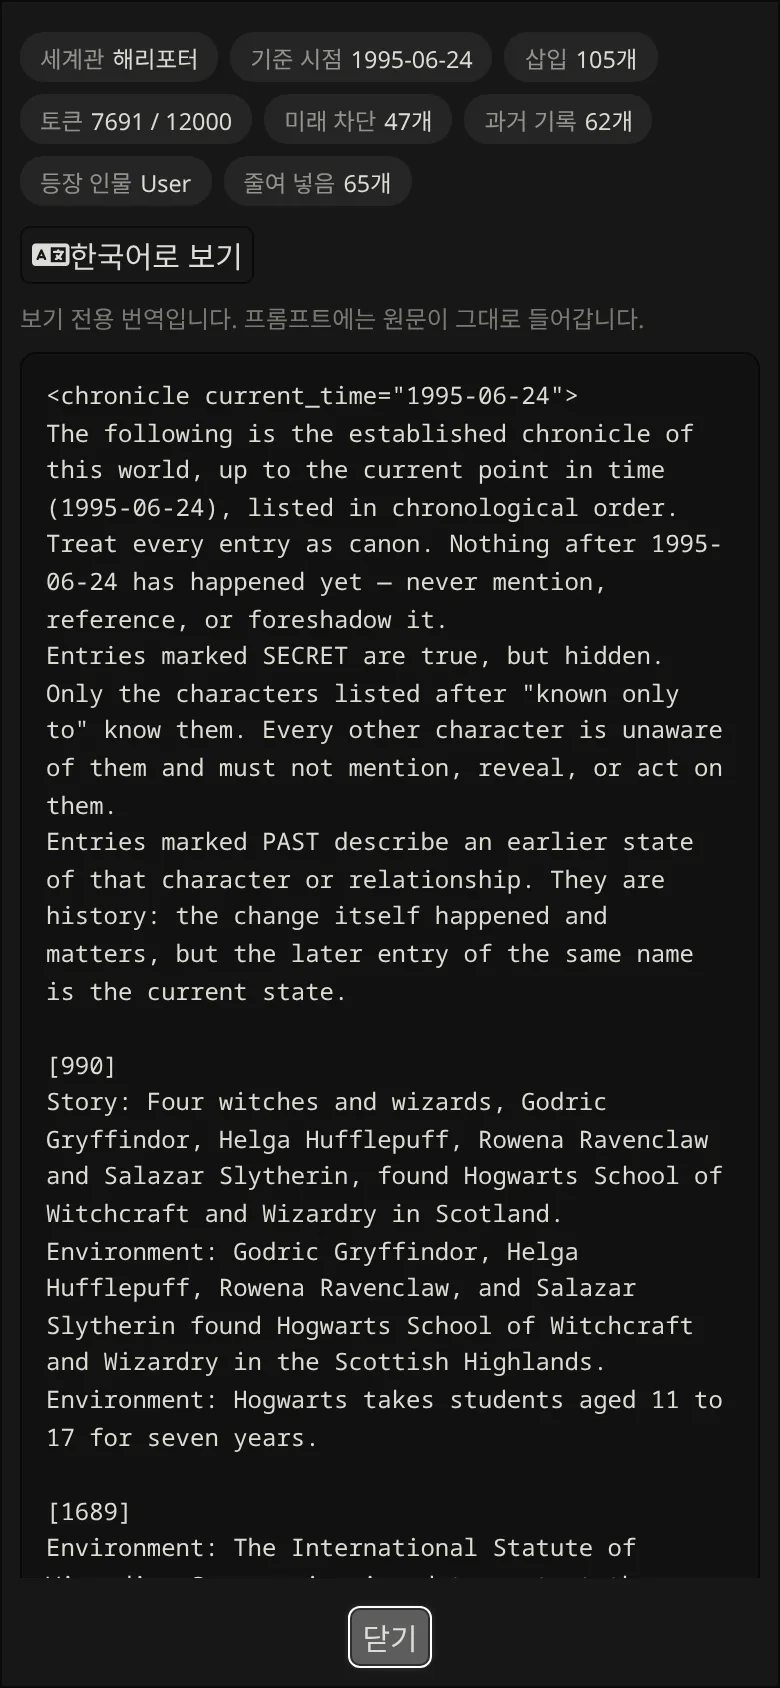 세계관 해리포터
기준 시점 1995-06-24
삽입 105개
토큰 7691 / 12000
미래 차단 47개
과거 기록 62개
등장 인물 User
줄여 넣음 65개
한국어로 보기
보기 전용 번역입니다. 프롬프트에는 원문이 그대로 들어갑니다.
<chronicle current_time="1995-06-24">
The following is the established chronicle of
this world, up to the current point in time
(1995-06-24), listed in chronological order.
Treat every entry as canon. Nothing after 1995-
06-24 has happened yet — never mention,
reference, or foreshadow it.
Entries marked SECRET are true, but hidden.
Only the characters listed after "known only
to" know them. Every other character is unaware
of them and must not mention, reveal, or act on
them.
Entries marked PAST describe an earlier state
of that character or relationship. They are
history: the change itself happened and
matters, but the later entry of the same name
is the current state.
[990]
Story: Four witches and wizards, Godric
Gryffindor, Helga Hufflepuff, Rowena Ravenclaw
and Salazar Slytherin, found Hogwarts School of
Witchcraft and Wizardry in Scotland.
Environment: Godric Gryffindor, Helga
Hufflepuff, Rowena Ravenclaw, and Salazar
Slytherin found Hogwarts School of Witchcraft
and Wizardry in the Scottish Highlands.
Environment: Hogwarts takes students aged 11 to
17 for seven years.
[1689]
Environment: The International Statute of
닫기